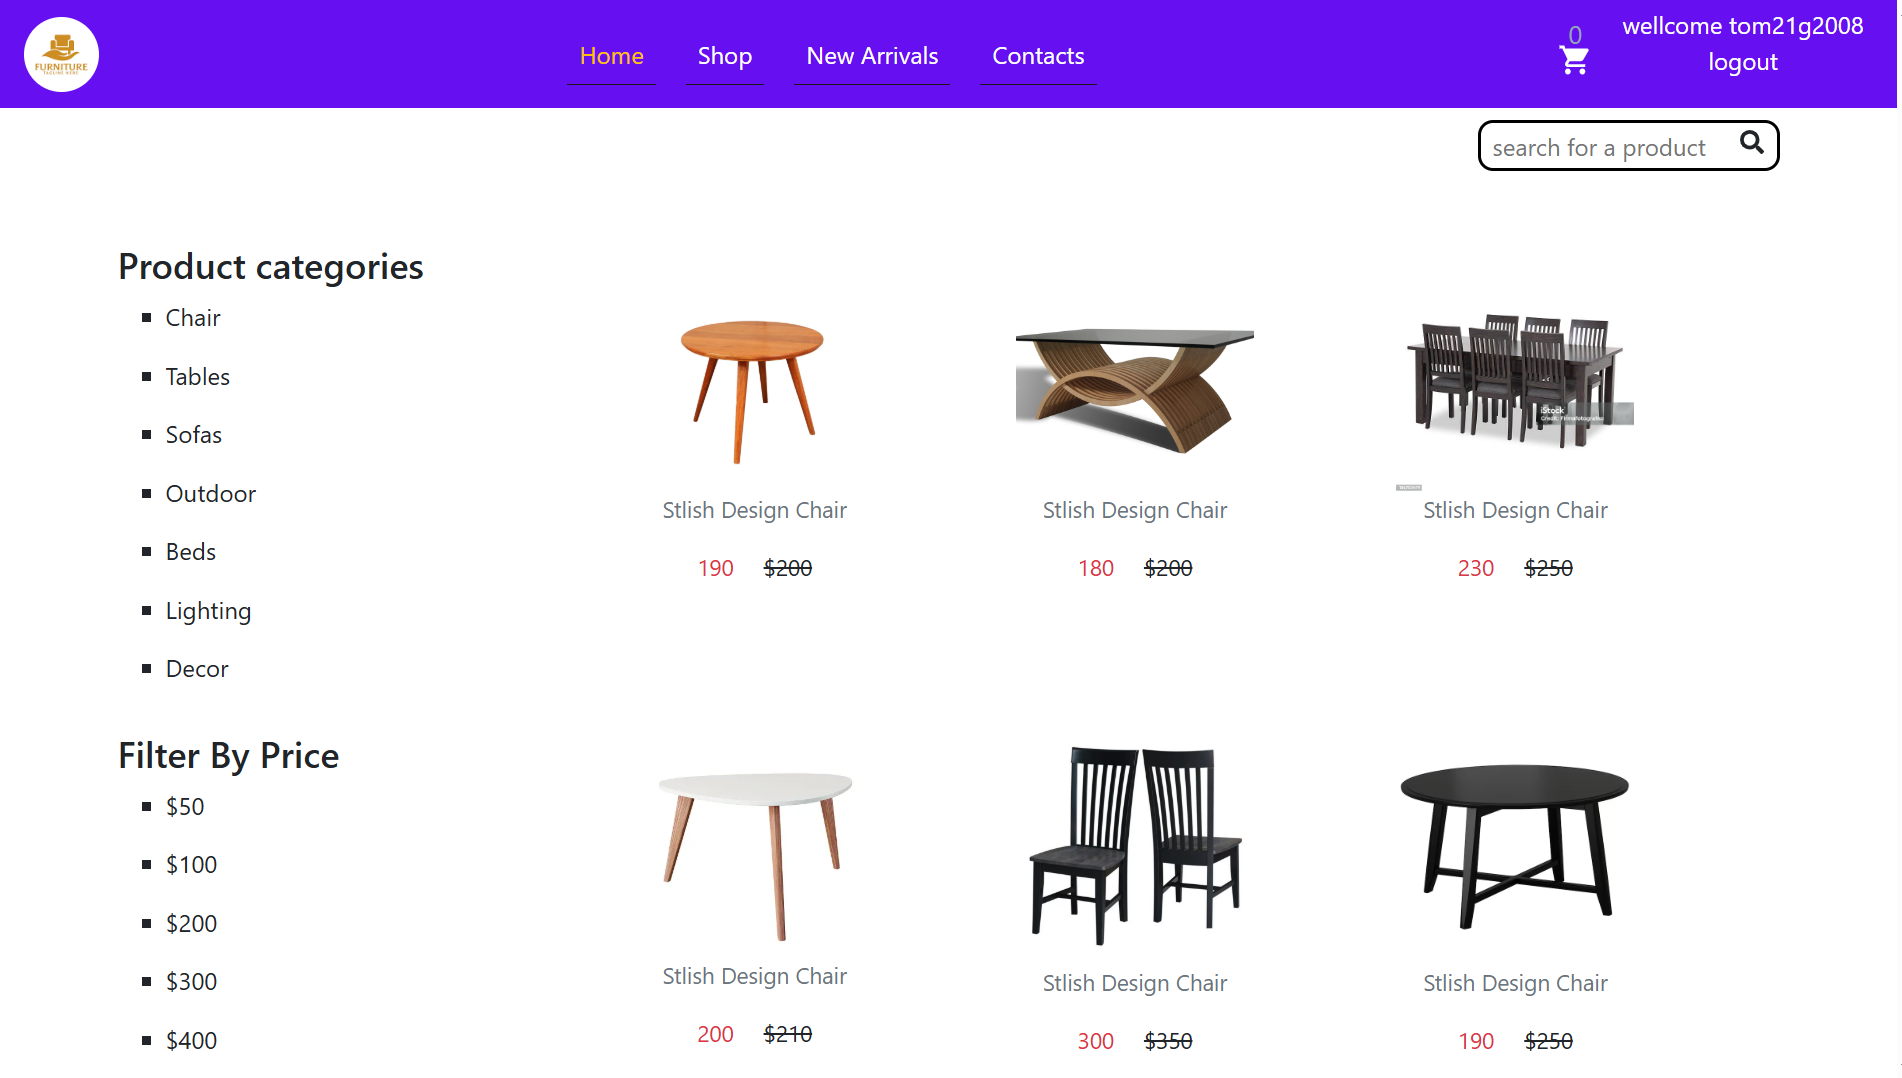 FURNITURE
TAGLINE HERE
Home
Shop
New Arrivals
Contacts
0
wellcome tom21g2008
logout
search for a product
Product categories
Chair
Tables
Sofas
Outdoor
Beds
Lighting
Decor
Filter By Price
$50
$100
$200
$300
$400
iStock
Stlish Design Chair
190 $200
Stlish Design Chair
180 $200
Stlish Design Chair
230 $250
Stlish Design Chair
200 $210
Stlish Design Chair
300 $350
Stlish Design Chair
190 $250